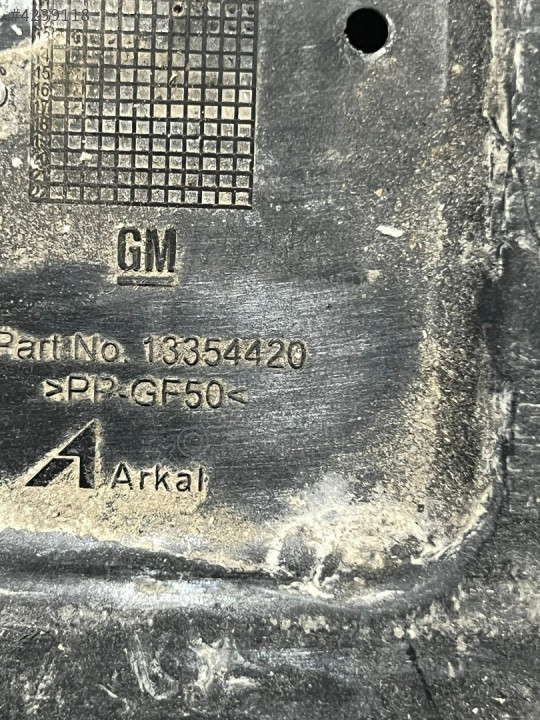 GM
Part No. 13354420
>PP-GF50<
Arkal